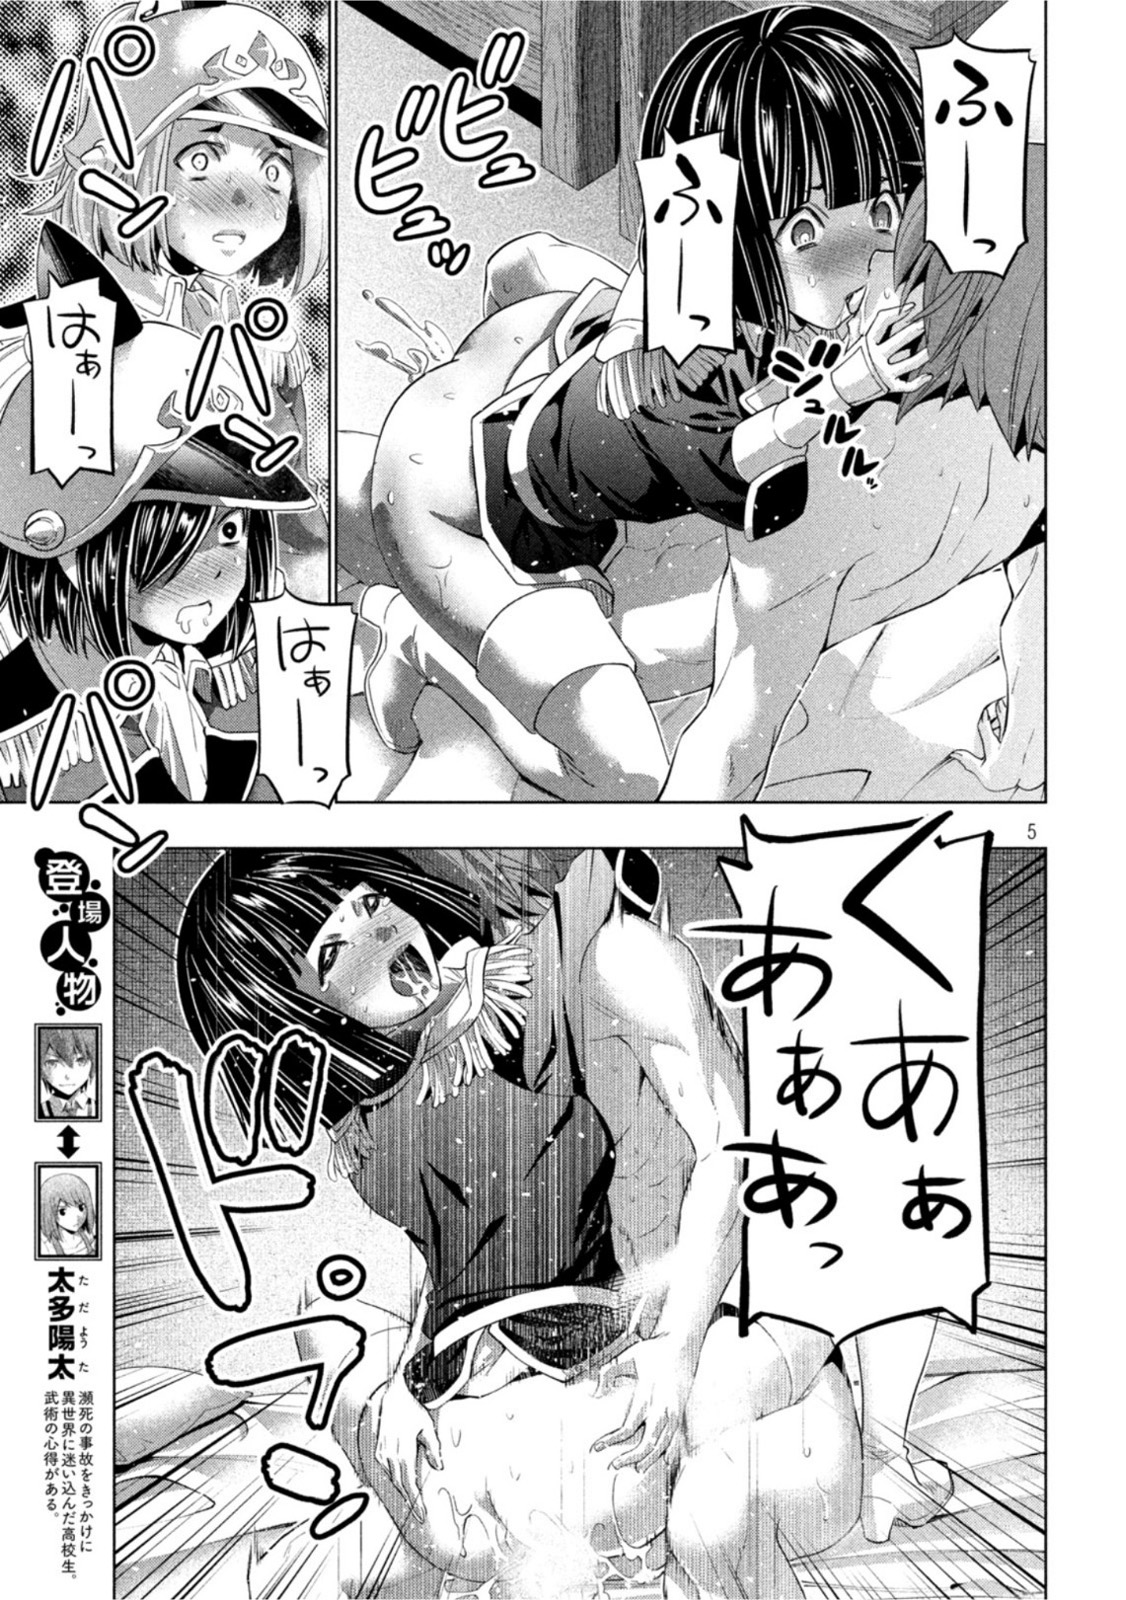 ふーっ
ふーっ
ビュ
ビュッ
ジュルルッ
パン
パン
パン
はぁーっ
はぁーっ
5
くああぁ
あぁぁあっ
ドプッ
登場人物
太多陽太
ただようた
瀕死の事故をきっかけに
異世界に迷い込んだ高校生。
武術の心得がある。